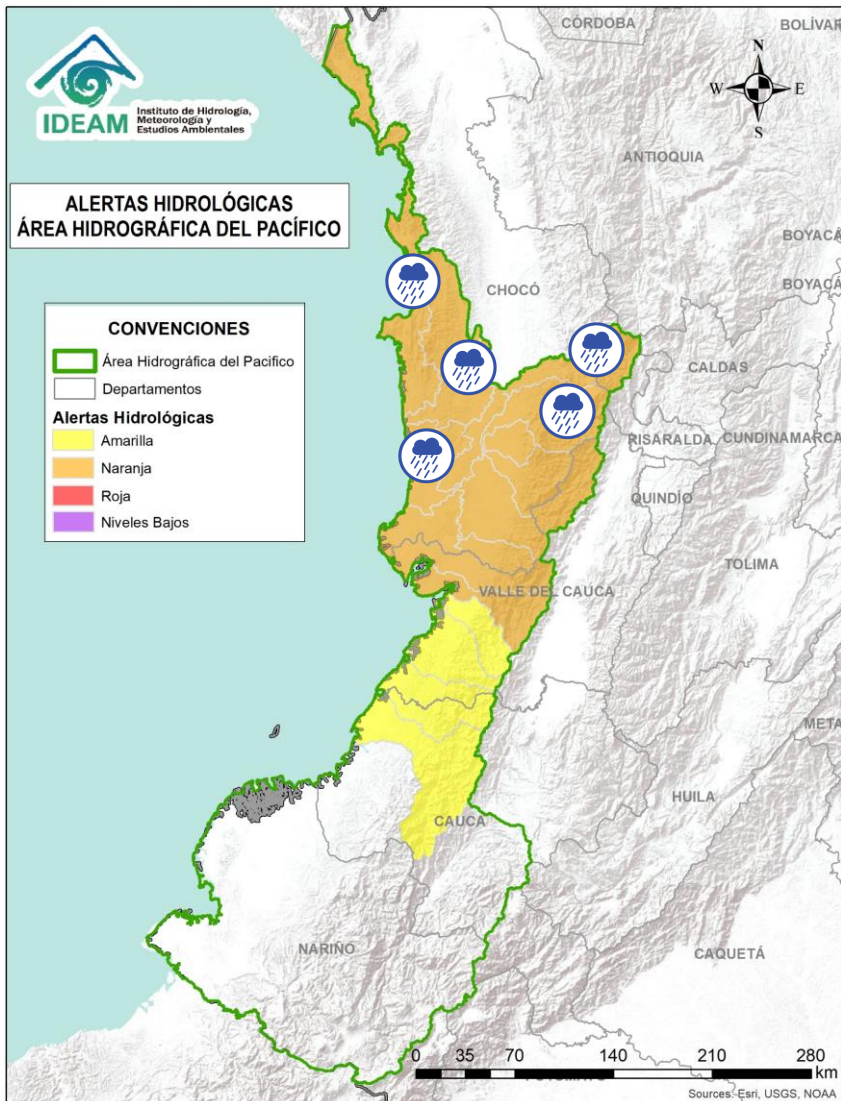 CÓRDOBA
BOLÍVAR
IDEAM
Instituto de Hidrología,
Meteorología y
Estudios Ambientales
N
W
E
S
ANTIOQUIA
ALERTAS HIDROLÓGICAS
ÁREA HIDROGRÁFICA DEL PACÍFICO
BOYACÁ
BOYACÁ
CHOCÓ
CONVENCIONES
Área Hidrográfica del Pacifico
Departamentos
Alertas Hidrológicas
Amarilla
Naranja
Roja
Niveles Bajos
CALDAS
RISARALDA
CUNDINAMARCA
QUINDÍO
TOLIMA
VALLE DEL CAUCA
META
HUILA
CAUCA
NARIÑO
CAQUETÁ
0 35 70 140 210 280
km
Sources: Esri, USGS, NOAA